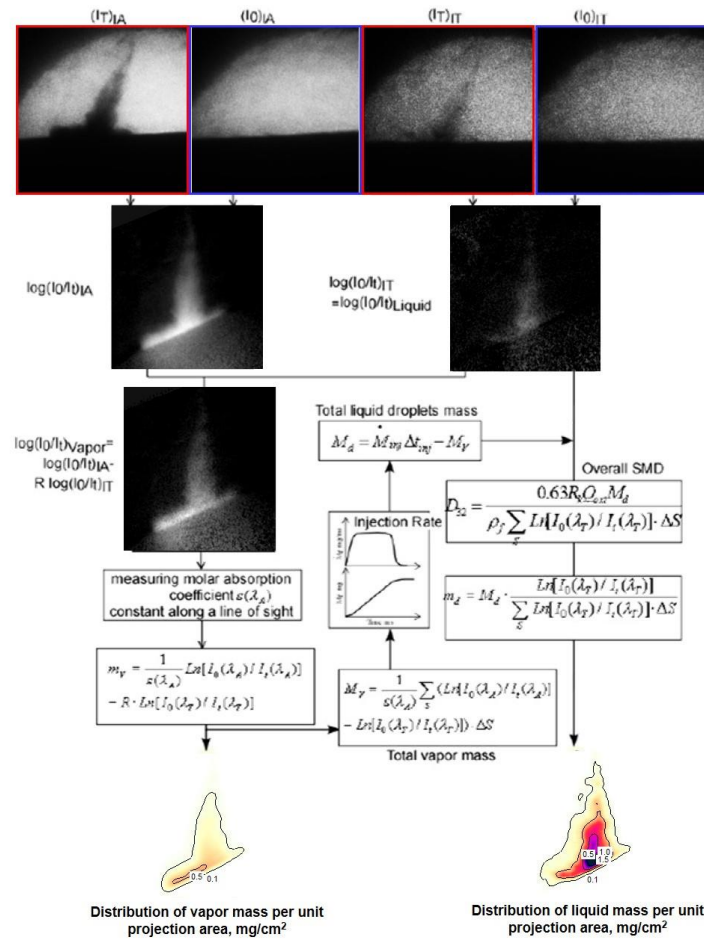 (IT)IA (I0)IA (IT)IT (I0)IT
log(I0/It)IA
log(I0/It)IT
=log(I0/It)Liquid
log(I0/It)Vapor=
log(I0/It)IA-
R log(I0/It)IT
Total liquid droplets mass
M_d = Ṁ_inj Δt_inj − M_V
Overall SMD
D_32 = 0.63R_k Q_ext M_d / ρ_f ∑_s Ln[I_0(λ_T) / I_t(λ_T)] · ΔS
Injection Rate
Time, ms
measuring molar absorption
coefficient ε(λ_A)
constant along a line of sight
m_d = M_d · Ln[I_0(λ_T) / I_t(λ_T)] / ∑_s Ln[I_0(λ_T) / I_t(λ_T)] · ΔS
m_V = 1/ε(λ_A) Ln[I_0(λ_A) / I_t(λ_A)]
− R · Ln[I_0(λ_T) / I_t(λ_T)]
M_V = 1/ε(λ_A) ∑_s (Ln[I_0(λ_A) / I_t(λ_A)]
− Ln[I_0(λ_T) / I_t(λ_T)]) · ΔS
Total vapor mass
0.5 0.1
0.5 1.0
1.5
0.1
Distribution of vapor mass per unit
projection area, mg/cm²
Distribution of liquid mass per unit
projection area, mg/cm²